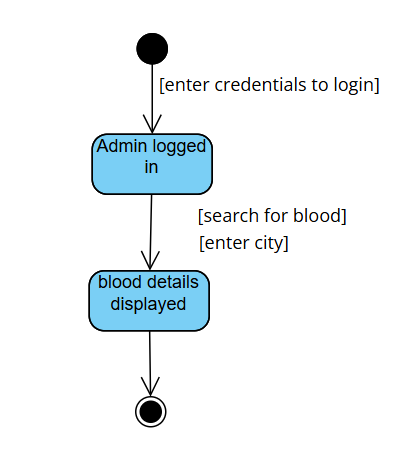 [enter credentials to login]
Admin logged
in
[search for blood]
[enter city]
blood details
displayed